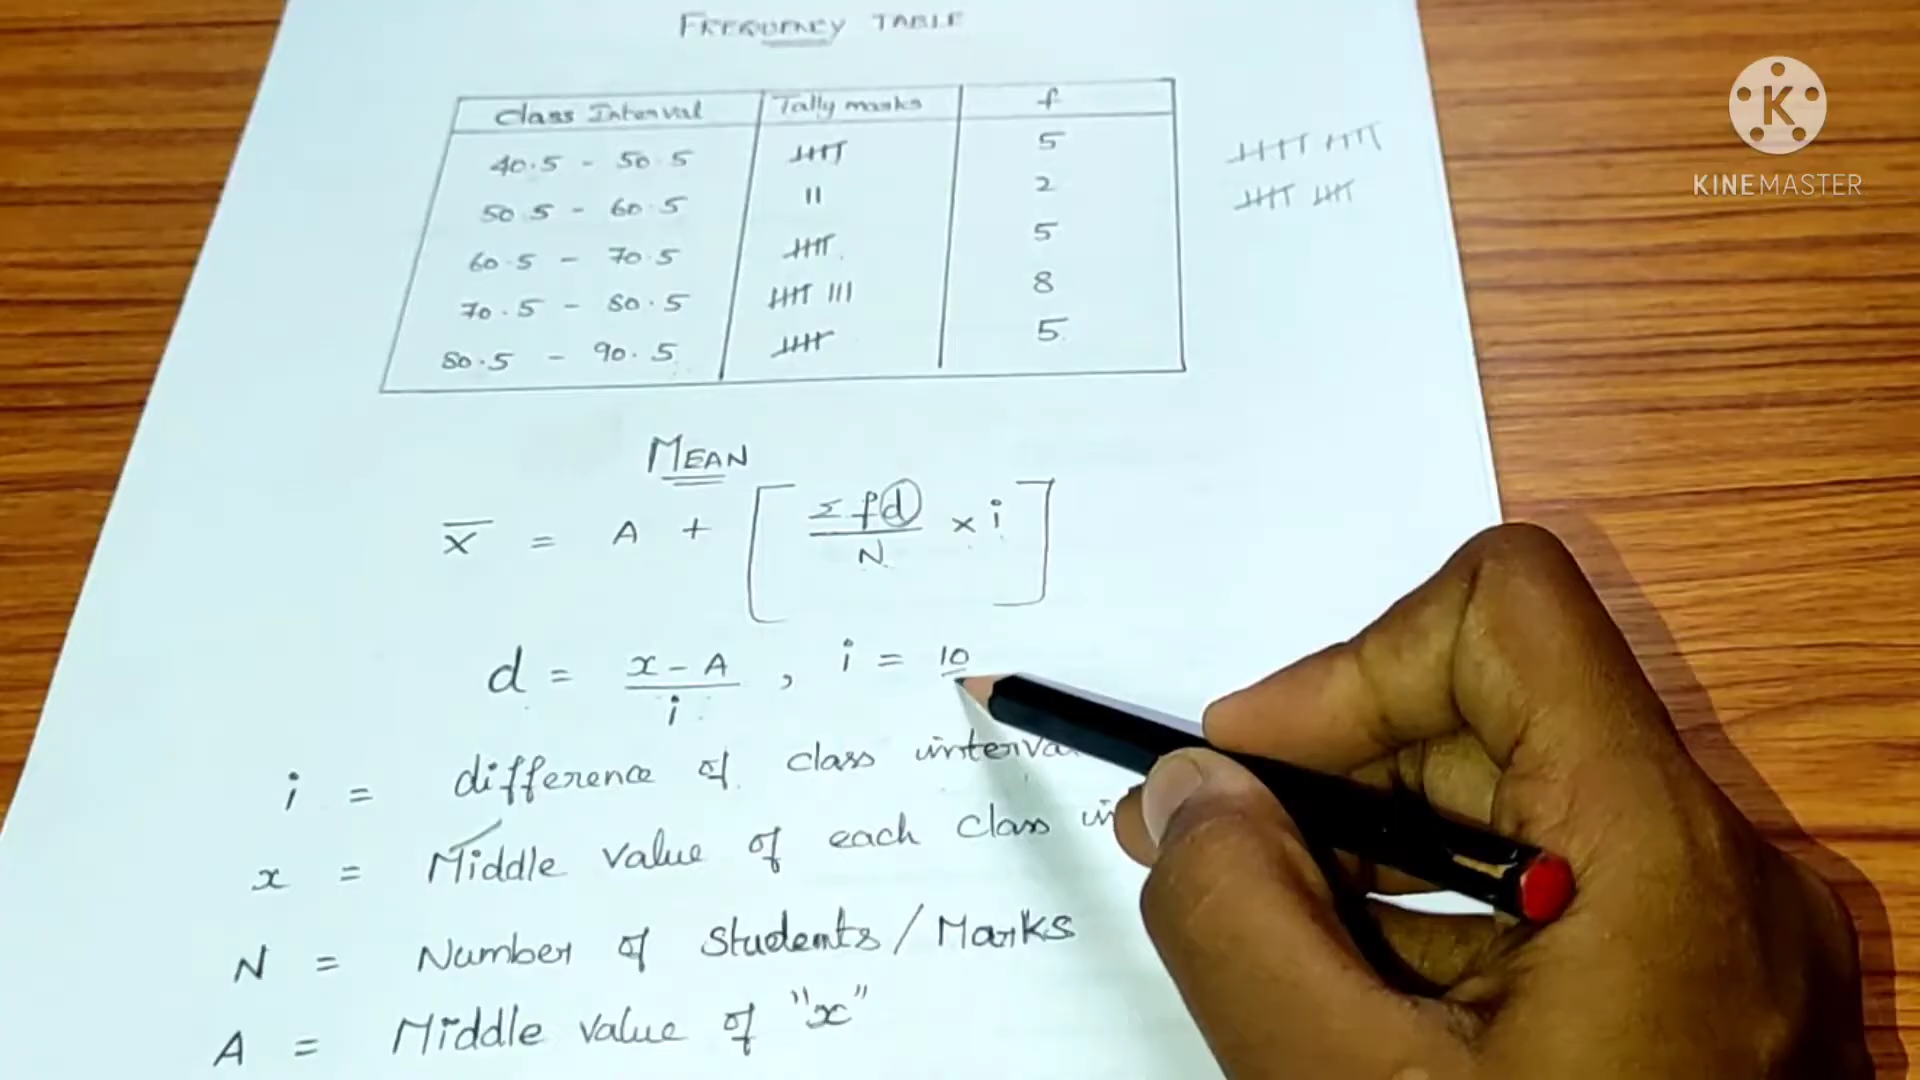 FREQUENCY TABLE
Class Interval Tally marks f
40.5 - 50.5 5
50.5 - 60.5 || 2
60.5 - 70.5 5
70.5 - 80.5 ||| 8
80.5 - 90.5 5
KINEMASTER
MEAN
x̄ = A + [ Σfd / N × i ]
d = x - A / i , i = 10
i = difference of class
x = Middle value of each class
N = Number of Students / Marks
A = Middle value of "x"